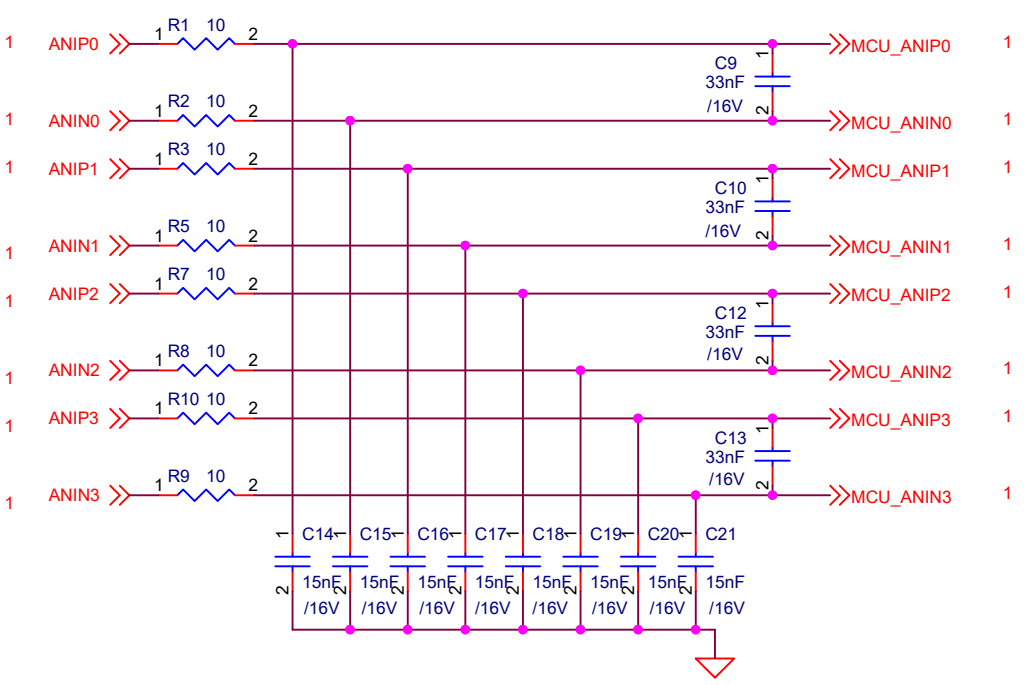 R1 10
1 ANIP0 1 2 MCU_ANIP0 1
C9 1
33nF
/16V 2
R2 10
1 ANIN0 1 2 MCU_ANIN0 1
R3 10
1 ANIP1 1 2 MCU_ANIP1 1
C10 1
33nF
/16V 2
R5 10
1 ANIN1 1 2 MCU_ANIN1 1
R7 10
1 ANIP2 1 2 MCU_ANIP2 1
C12 1
33nF
/16V 2
R8 10
1 ANIN2 1 2 MCU_ANIN2 1
R10 10
1 ANIP3 1 2 MCU_ANIP3 1
C13 1
33nF
/16V 2
R9 10
1 ANIN3 1 2 MCU_ANIN3 1
1 C14 1 C15 1 C16 1 C17 1 C18 1 C19 1 C20 1 C21
2 15nF 2 15nF 2 15nF 2 15nF 2 15nF 2 15nF 2 15nF 2 15nF
/16V /16V /16V /16V /16V /16V /16V /16V